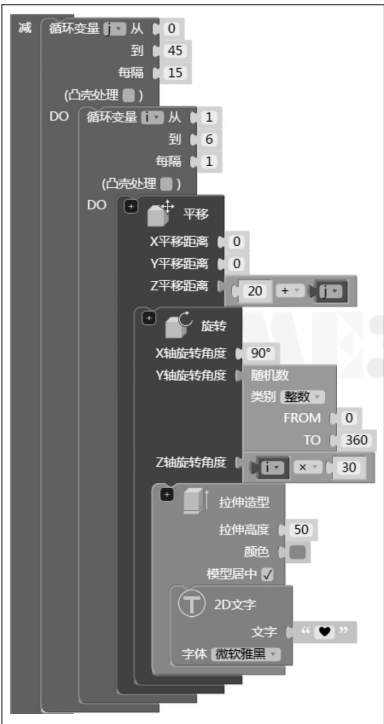 减 循环变量 j 从 0
到 45
每隔 15
(凸壳处理 )
DO 循环变量 i 从 1
到 6
每隔 1
(凸壳处理 )
DO + 平移
X平移距离 0
Y平移距离 0
Z平移距离 20 + j
+ 旋转
X轴旋转角度 90°
Y轴旋转角度 随机数
类别 整数
FROM 0
TO 360
Z轴旋转角度 i × 30
+ 拉伸造型
拉伸高度 50
颜色
模型居中 ✓
T 2D文字
文字 “ ♥ ”
字体 微软雅黑